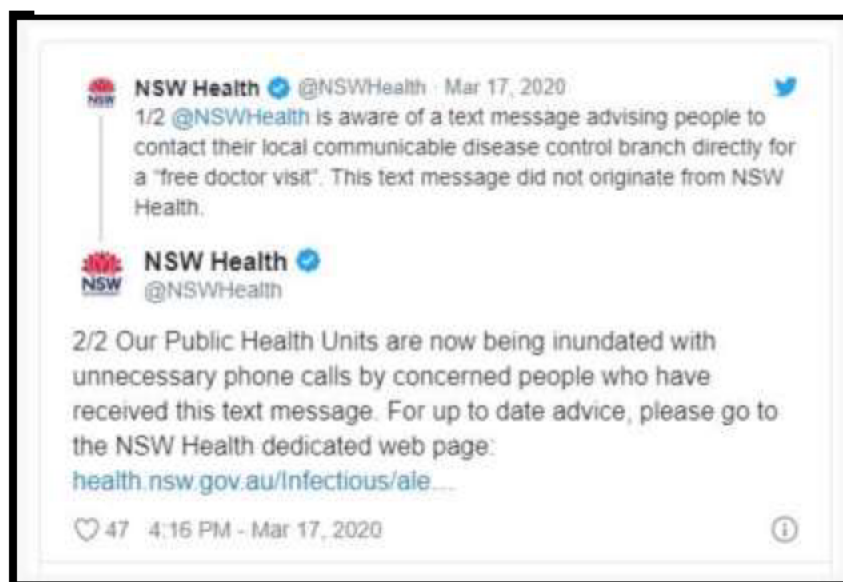 NSW Health @NSWHealth · Mar 17, 2020
NSW
1/2 @NSWHealth is aware of a text message advising people to
contact their local communicable disease control branch directly for
a "free doctor visit". This text message did not originate from NSW
Health.
NSW Health
NSW
@NSWHealth
2/2 Our Public Health Units are now being inundated with
unnecessary phone calls by concerned people who have
received this text message. For up to date advice, please go to
the NSW Health dedicated web page:
health.nsw.gov.au/Infectious/ale...
47 4:16 PM - Mar 17, 2020